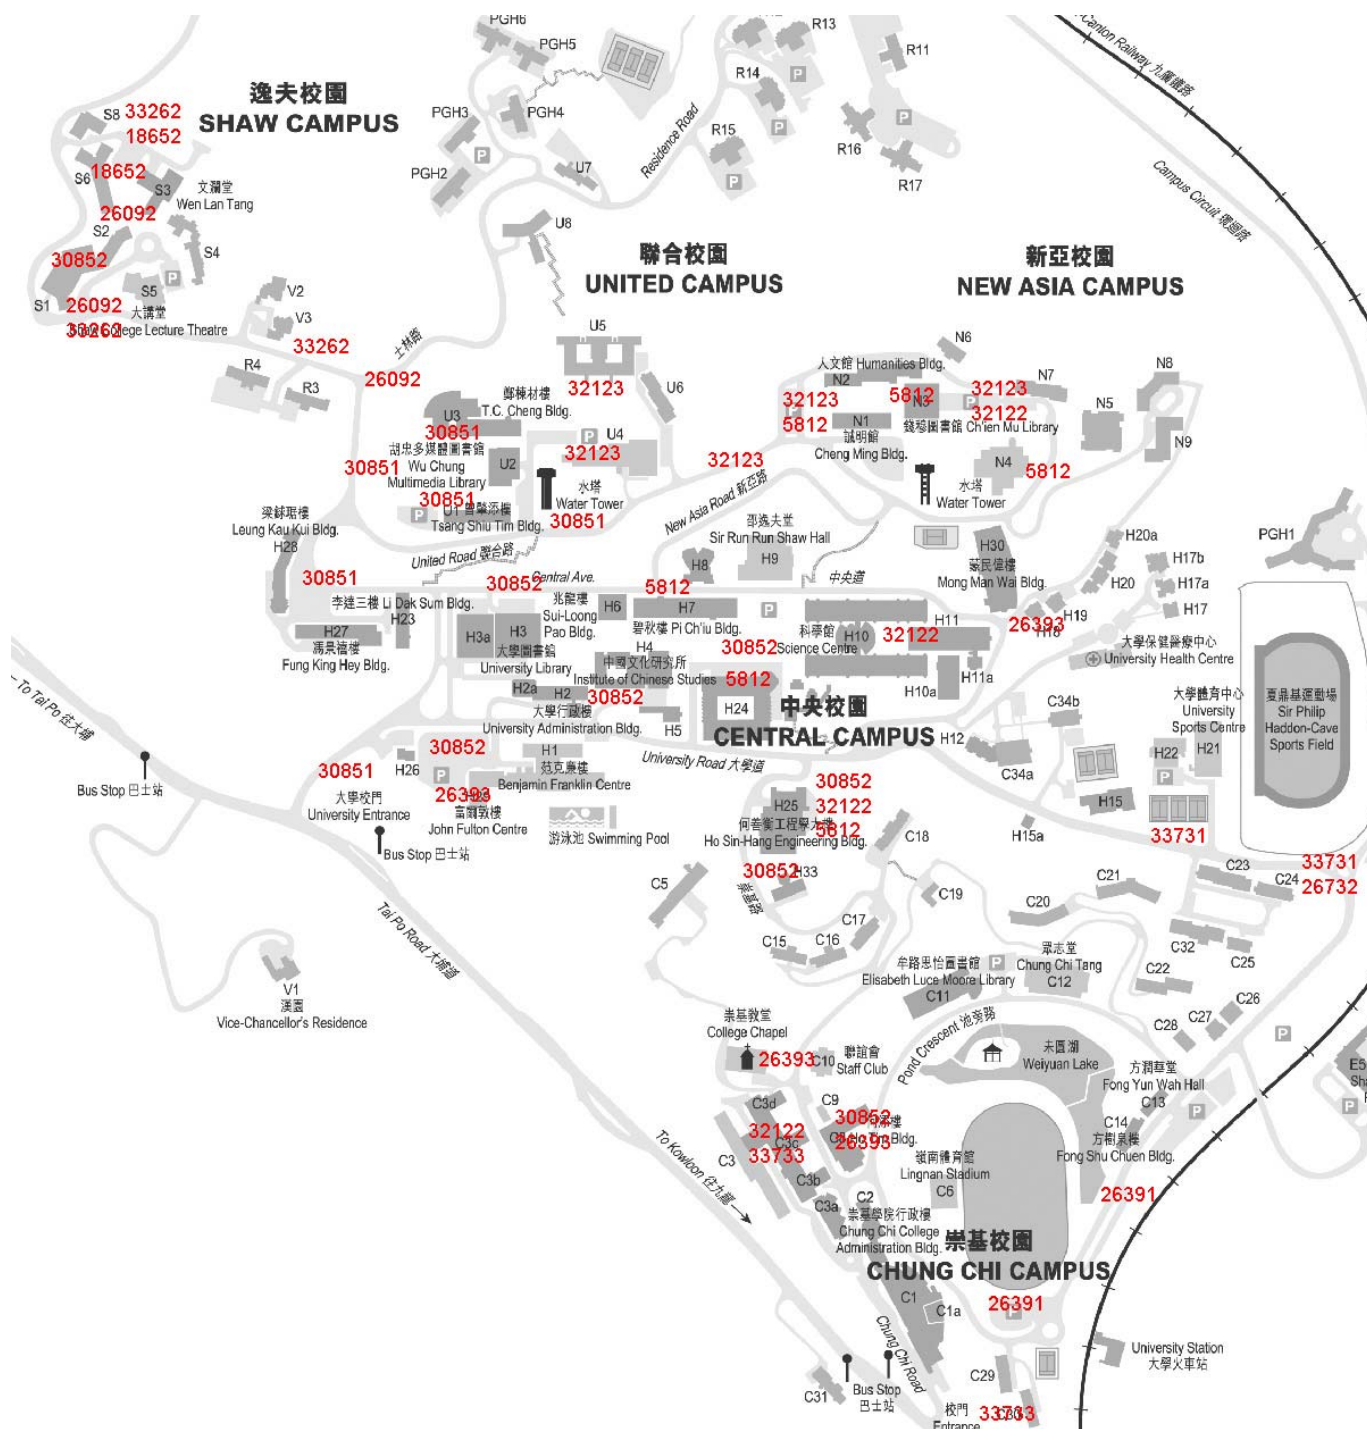 PGH6
R13
PGH5
R11
R14
-Canton Railway 九廣鐵路
逸夫校園
SHAW CAMPUS
S8
33262
18652
PGH3
PGH4
P
Residence Road
P
P
R15
R16
P
R17
S6
18652
S3
文瀾堂
Wen Lan Tang
PGH2
P
U7
P
Campus Circuit 環迴路
26092
S2
S4
U8
聯合校園
UNITED CAMPUS
新亞校園
NEW ASIA CAMPUS
30852
P
S5
V2
S1
26092
大講堂
33262
Shaw College Lecture Theatre
V3
33262
士林路
U5
N6
R4
26092
32123
U6
人文館 Humanities Bldg.
N2
5812
32123
N7
N8
R3
鄭棟材樓
T.C. Cheng Bldg.
U3
30851
32123
P
N3
P
32122
N5
5812
N1
錢穆圖書館 Ch'ien Mu Library
誠明館
Cheng Ming Bldg.
P
U4
32123
胡忠多媒體圖書館
Wu Chung
Multimedia Library
U2
30851
32123
N4
5812
N9
水塔
Water Tower
水塔
Water Tower
30851
P
U1 曾肇添樓
Tsang Shiu Tim Bldg.
30851
New Asia Road 新亞路
梁銶琚樓
Leung Kau Kui Bldg.
H28
邵逸夫堂
Sir Run Run Shaw Hall
H9
H30
蒙民偉樓
Mong Man Wai Bldg.
H20a
PGH1
United Road 聯合路
H8
H17b
30851
30852
Central Ave.
5812
中央道
H20
H17a
李達三樓 Li Dak Sum Bldg.
H23
兆龍樓
Sui-Loong
Pao Bldg.
H6
H7
碧秋樓 Pi Ch'iu Bldg.
P
H19
H17
26393
H18
H27
馮景禧樓
Fung King Hey Bldg.
H3a
H3
大學圖書館
University Library
30852
科學館
Science Centre
H10
32122
H11
大學保健醫療中心
University Health Centre
H4
中國文化研究所
Institute of Chinese Studies
5812
H10a
H11a
H2a
H2
30852
大學行政樓
University Administration Bldg.
H5
H24
中央校園
CENTRAL CAMPUS
C34b
大學體育中心
University
Sports Centre
夏鼎基運動場
Sir Philip
Haddon-Cave
Sports Field
To Tai Po 往大埔
30852
H1
范克廉樓
Benjamin Franklin Centre
University Road 大學道
H12
C34a
H22
H21
P
Bus Stop 巴士站
30851
H26
P
26393
富爾敦樓
John Fulton Centre
30852
大學校門
University Entrance
H25
32122
5812
何善衡工程學大樓
Ho Sin-Hang Engineering Bldg.
H15
H15a
33731
游泳池 Swimming Pool
Bus Stop 巴士站
C18
30852
H33
C5
崇基路
C19
C21
C23
33731
C24
26732
C20
Tai Po Road 大埔道
C17
C15
C16
C32
C25
牟路思怡圖書館
Elisabeth Luce Moore Library
C11
P
眾志堂
Chung Chi Tang
C12
C22
V1
漢園
Vice-Chancellor's Residence
崇基教堂
College Chapel
26393
聯誼會
Staff Club
C10
Pond Crescent 池旁路
未圓湖
Weiyuan Lake
C26
C27
C28
P
方潤華堂
Fong Yun Wah Hall
C13
P
C14
方樹泉樓
Fong Shu Chuen Bldg.
P
C3d
C9
30852
26393
32122
C3c
33733
C3
To Kowloon 往九龍
嶺南體育館
Lingnan Stadium
C6
26391
C3b
C3a
C2
崇基學院行政樓
Chung Chi College
Administration Bldg.
崇基校園
CHUNG CHI CAMPUS
C1
C1a
26391
P
Chung Chi Road
University Station
大學火車站
C29
C31
Bus Stop
巴士站
校門
Entrance
33733